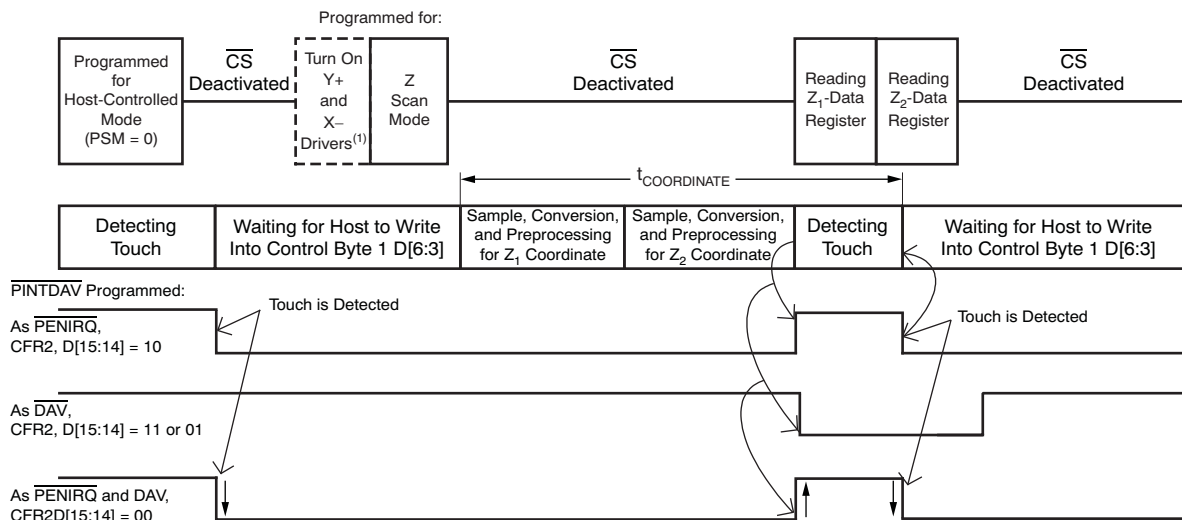 Programmed for:
Programmed
for
Host-Controlled
Mode
(PSM = 0)
CS
Deactivated
Turn On
Y+
and
X–
Drivers(1)
Z
Scan
Mode
CS
Deactivated
Reading
Z1-Data
Register
Reading
Z2-Data
Register
CS
Deactivated
tCOORDINATE
Detecting
Touch
Waiting for Host to Write
Into Control Byte 1 D[6:3]
Sample, Conversion,
and Preprocessing
for Z1 Coordinate
Sample, Conversion,
and Preprocessing
for Z2 Coordinate
Detecting
Touch
Waiting for Host to Write
Into Control Byte 1 D[6:3]
PINTDAV Programmed:
Touch is Detected
Touch is Detected
As PENIRQ,
CFR2, D[15:14] = 10
As DAV,
CFR2, D[15:14] = 11 or 01
As PENIRQ and DAV,
CFR2D[15:14] = 00